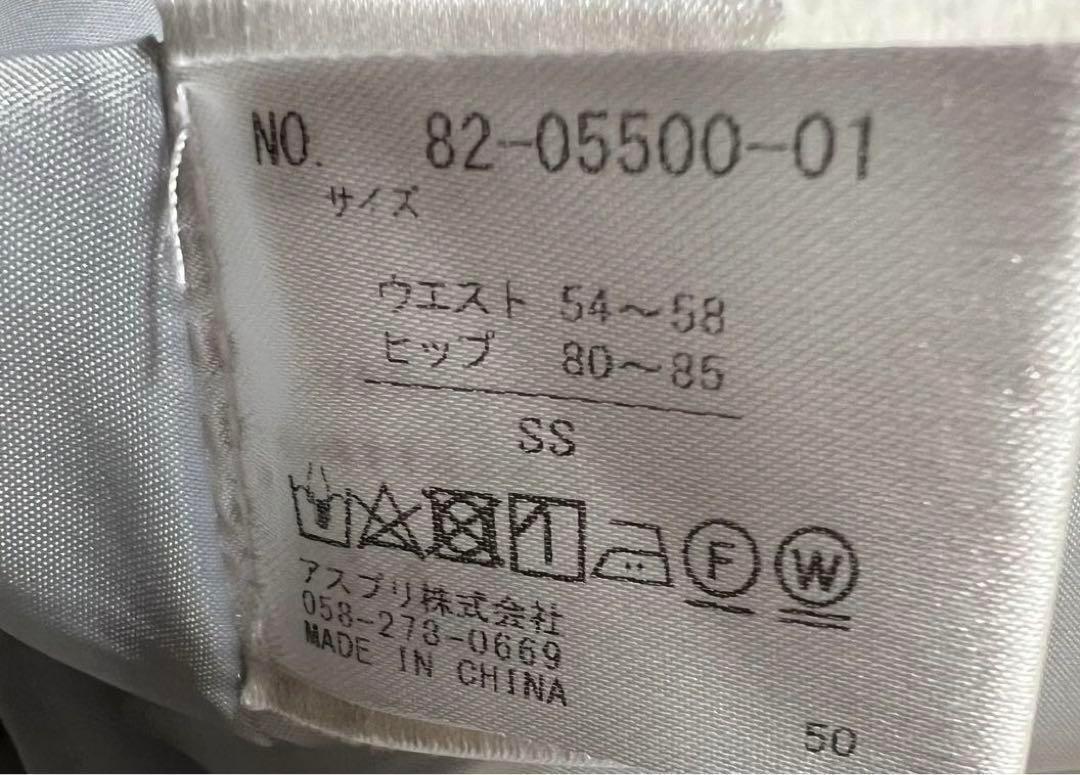 NO. 82-05500-01
サイズ
ウエスト 54~58
ヒップ 80~85
SS
F W
アスプリ株式会社
058-273-0669
MADE IN CHINA
50